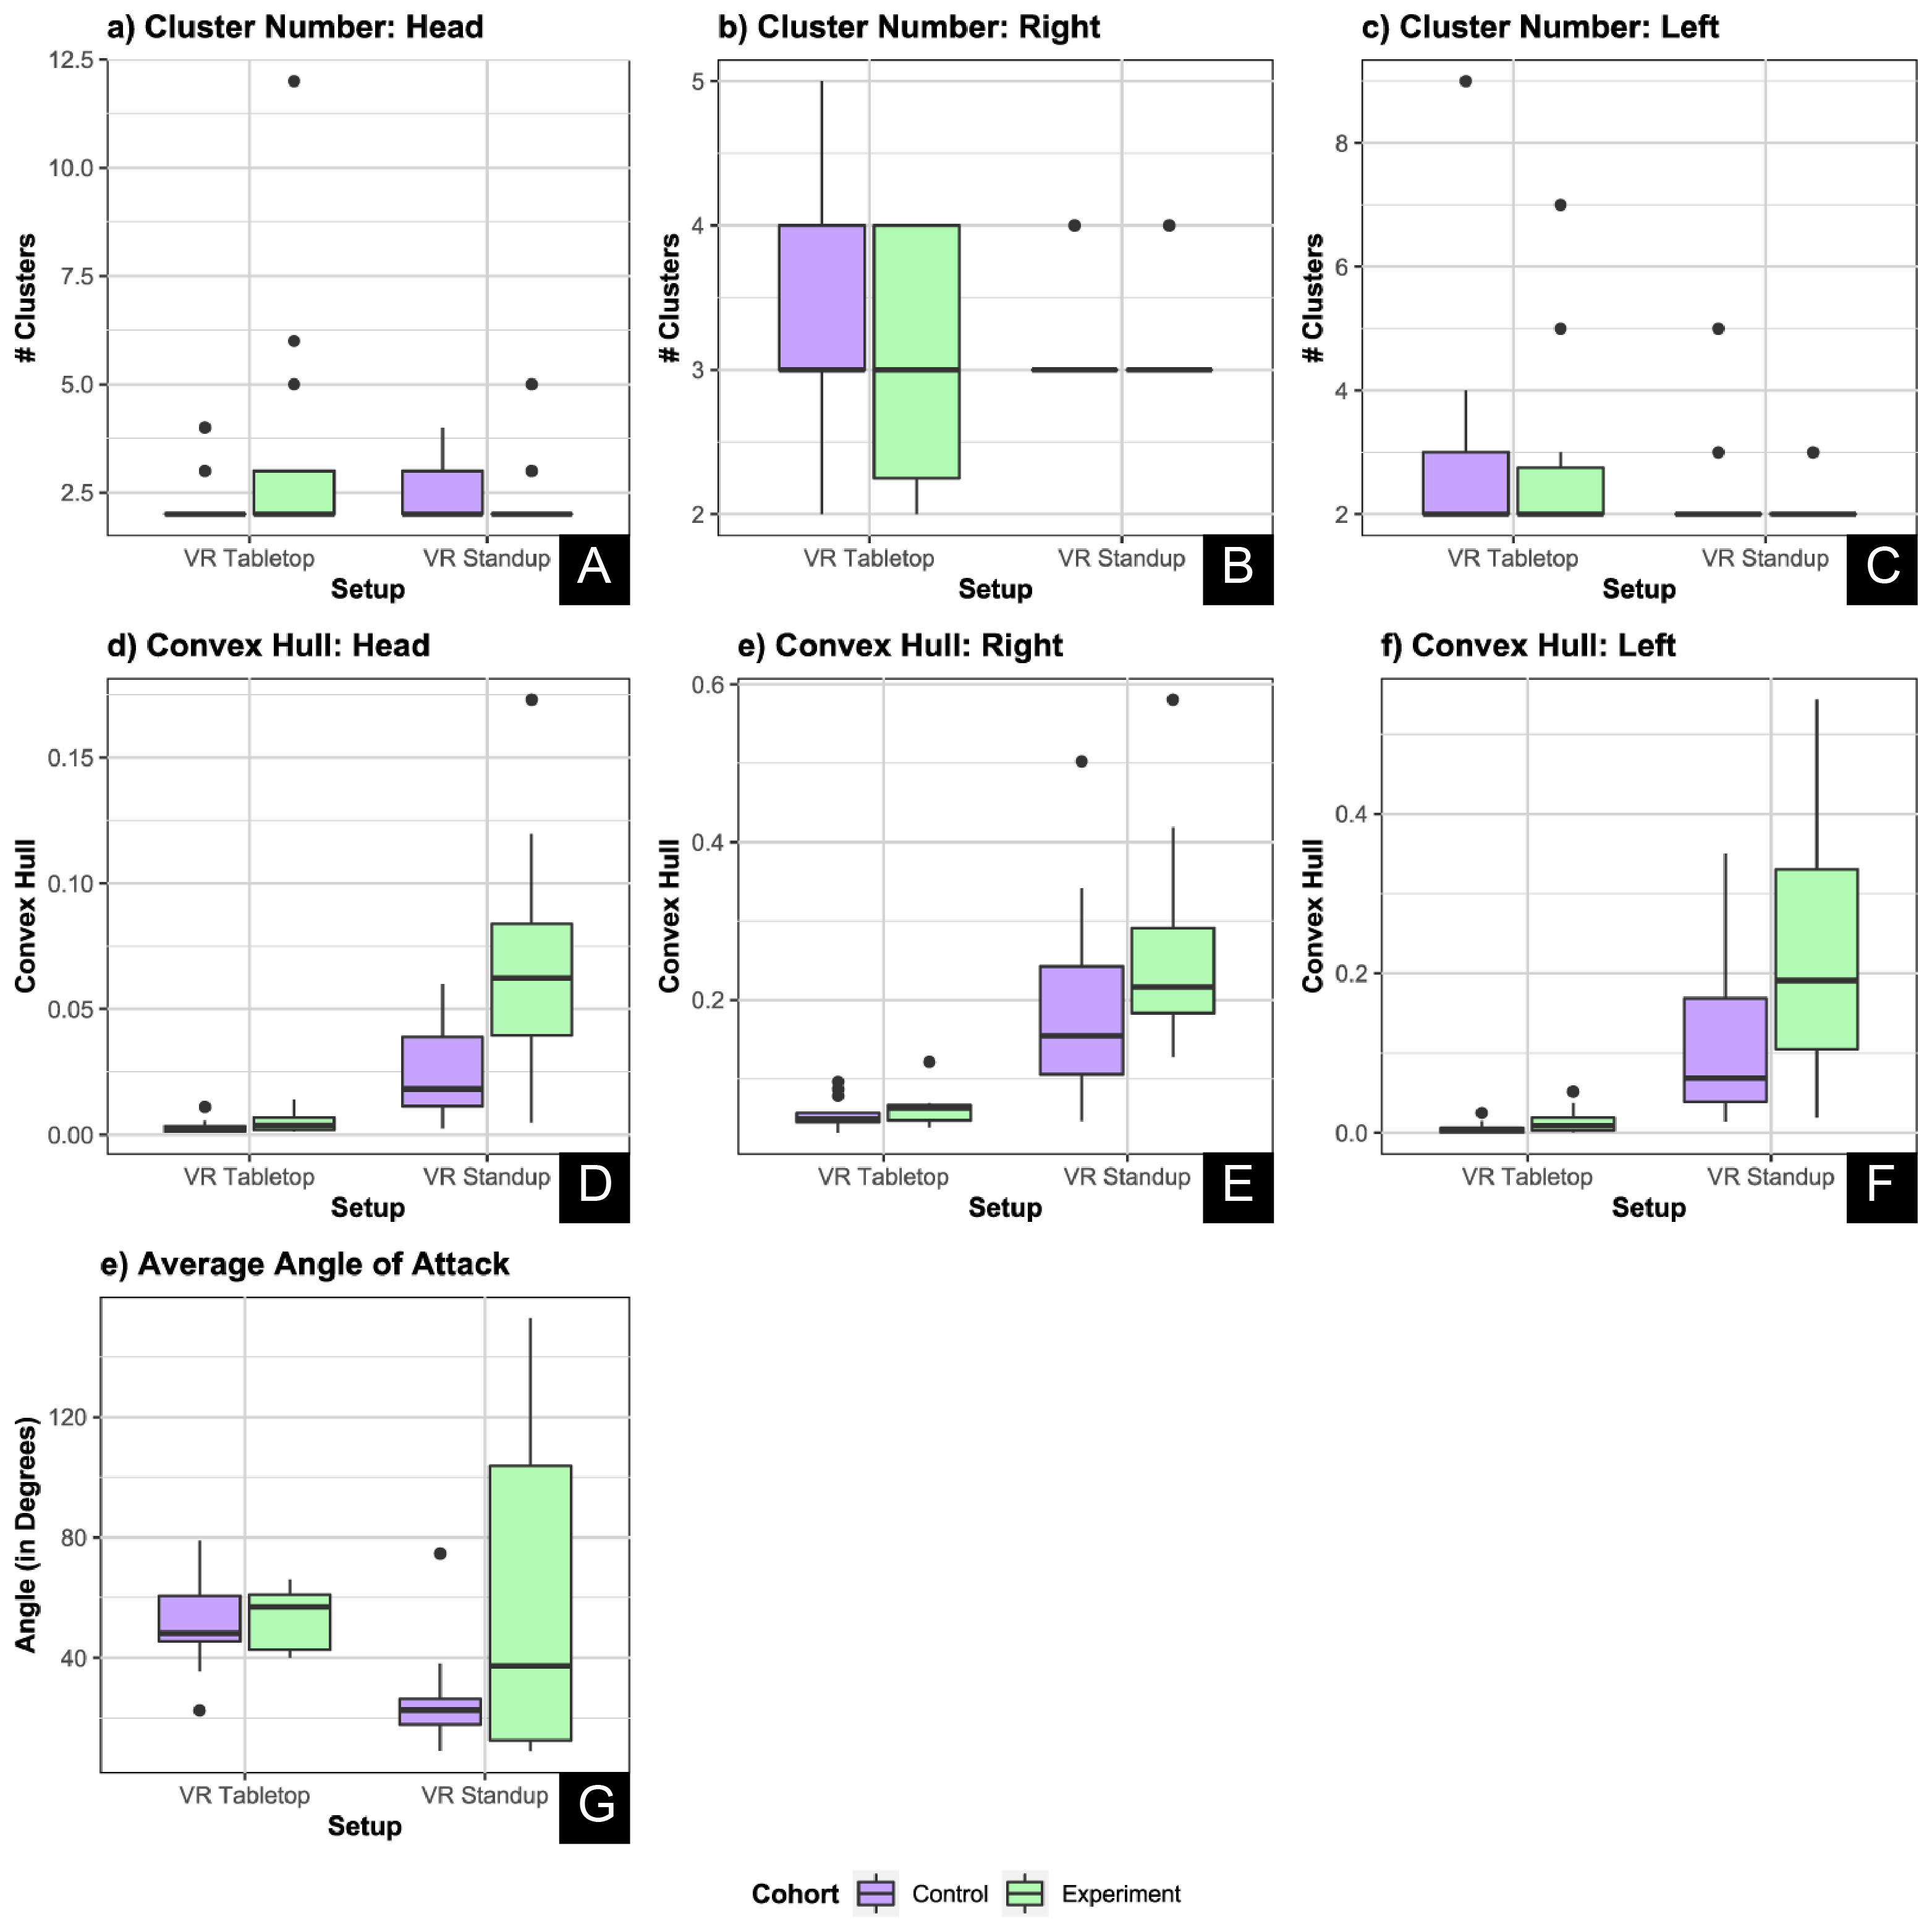 a) Cluster Number: Head
b) Cluster Number: Right
c) Cluster Number: Left
# Clusters
12.5
10.0
7.5
5.0
2.5
VR Tabletop
VR Standup
Setup
A
# Clusters
5
4
3
2
VR Tabletop
VR Standup
Setup
B
# Clusters
8
6
4
2
VR Tabletop
VR Standup
Setup
C
d) Convex Hull: Head
e) Convex Hull: Right
f) Convex Hull: Left
Convex Hull
0.15
0.10
0.05
0.00
VR Tabletop
VR Standup
Setup
D
Convex Hull
0.6
0.4
0.2
VR Tabletop
VR Standup
Setup
E
Convex Hull
0.4
0.2
0.0
VR Tabletop
VR Standup
Setup
F
e) Average Angle of Attack
Angle (in Degrees)
120
80
40
VR Tabletop
VR Standup
Setup
G
Cohort Control Experiment